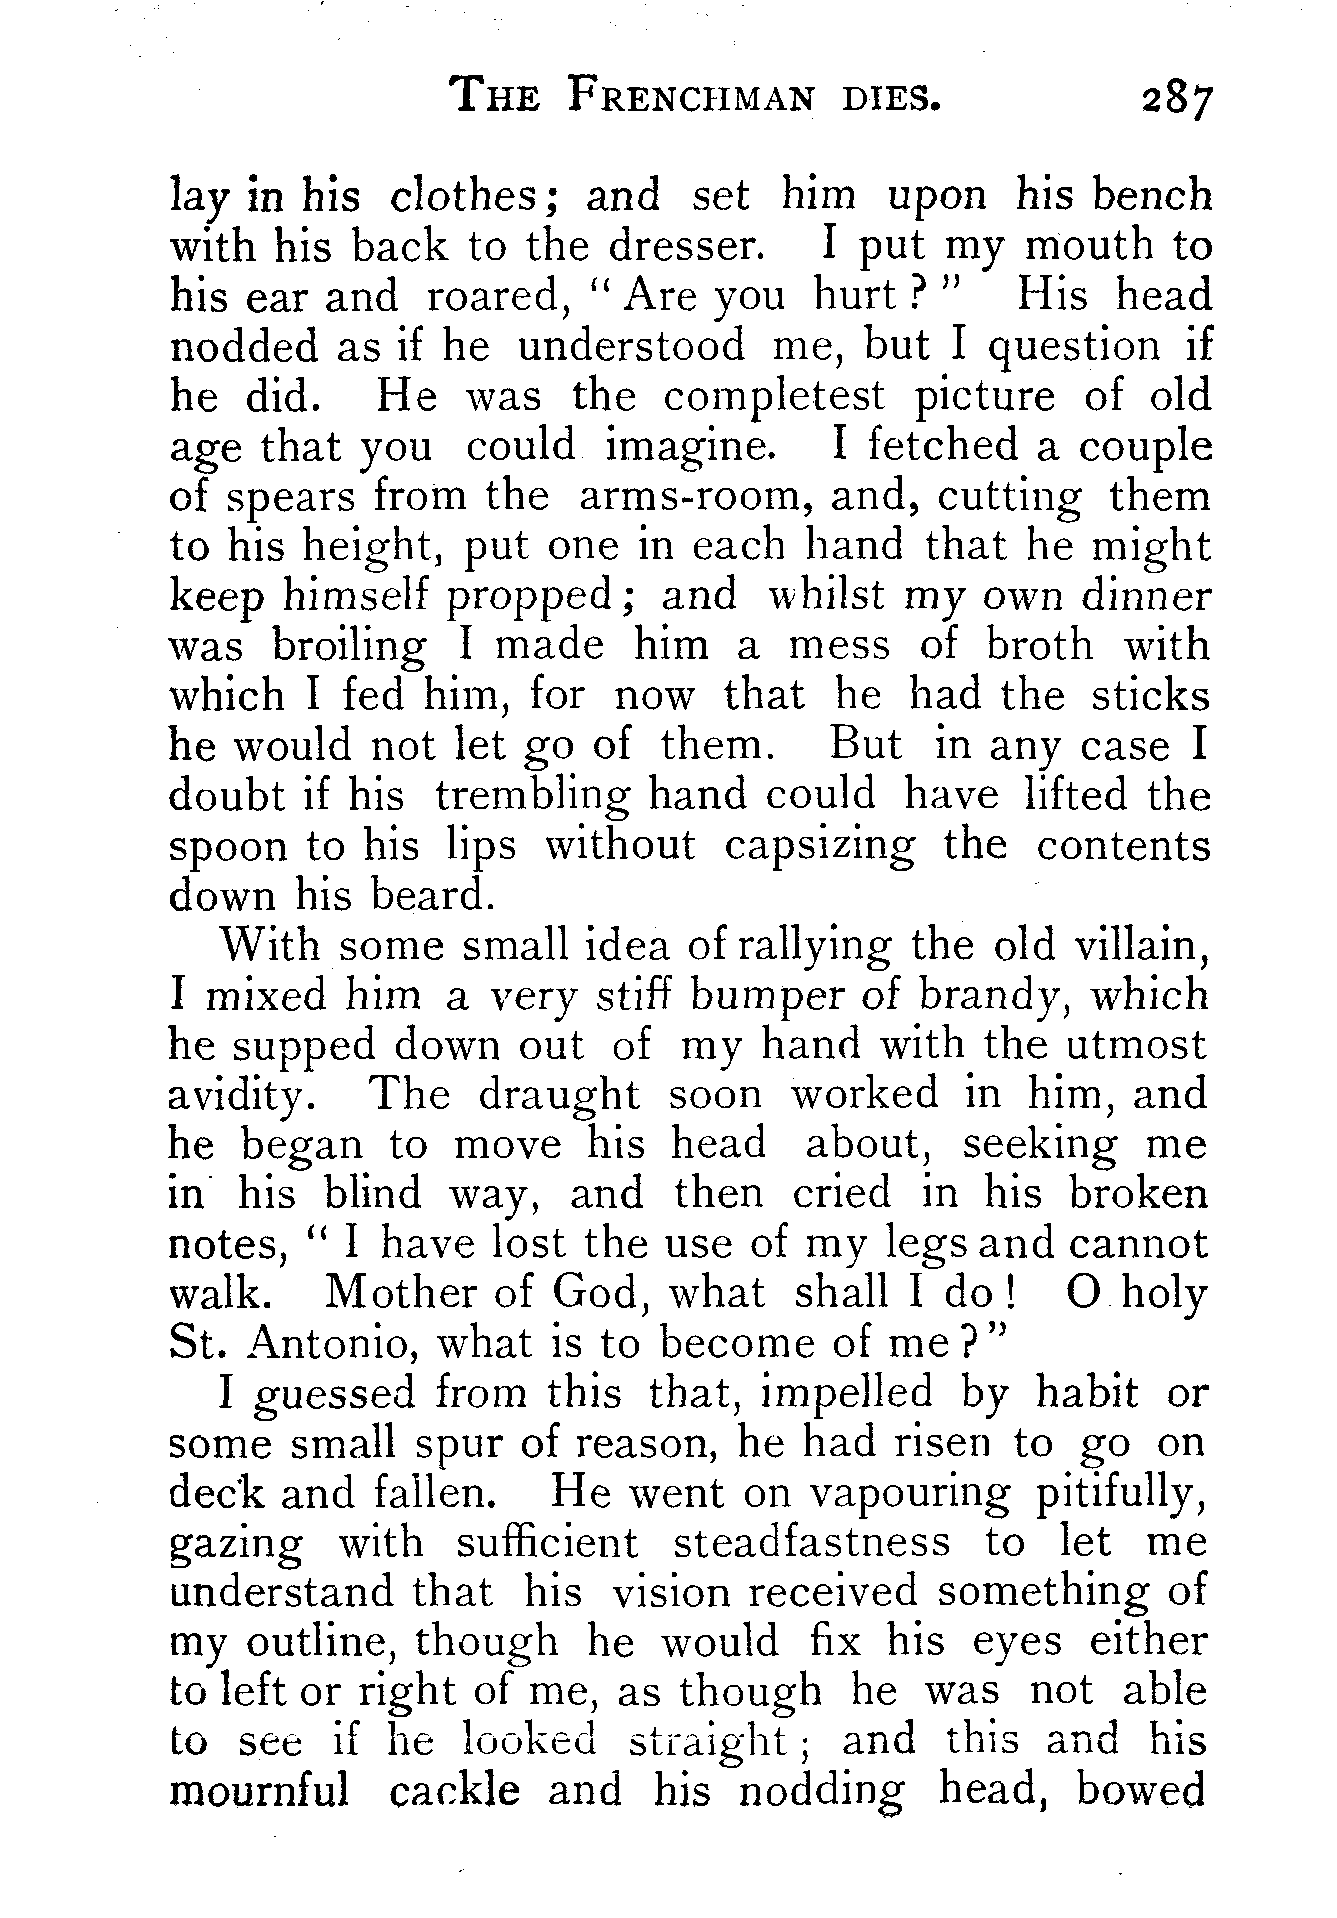 THE FRENCHMAN DIES. 287
lay in his clothes; and set him upon his bench
with his back to the dresser. I put my mouth to
his ear and roared, "Are you hurt?" His head
nodded as if he understood me, but I question if
he did. He was the completest picture of old
age that you could imagine. I fetched a couple
of spears from the arms-room, and, cutting them
to his height, put one in each hand that he might
keep himself propped; and whilst my own dinner
was broiling I made him a mess of broth with
which I fed him, for now that he had the sticks
he would not let go of them. But in any case I
doubt if his trembling hand could have lifted the
spoon to his lips without capsizing the contents
down his beard.
With some small idea of rallying the old villain,
I mixed him a very stiff bumper of brandy, which
he supped down out of my hand with the utmost
avidity. The draught soon worked in him, and
he began to move his head about, seeking me
in his blind way, and then cried in his broken
notes, "I have lost the use of my legs and cannot
walk. Mother of God, what shall I do! O holy
St. Antonio, what is to become of me?"
I guessed from this that, impelled by habit or
some small spur of reason, he had risen to go on
deck and fallen. He went on vapouring pitifully,
gazing with sufficient steadfastness to let me
understand that his vision received something of
my outline, though he would fix his eyes either
to left or right of me, as though he was not able
to see if he looked straight; and this and his
mournful cackle and his nodding head, bowed